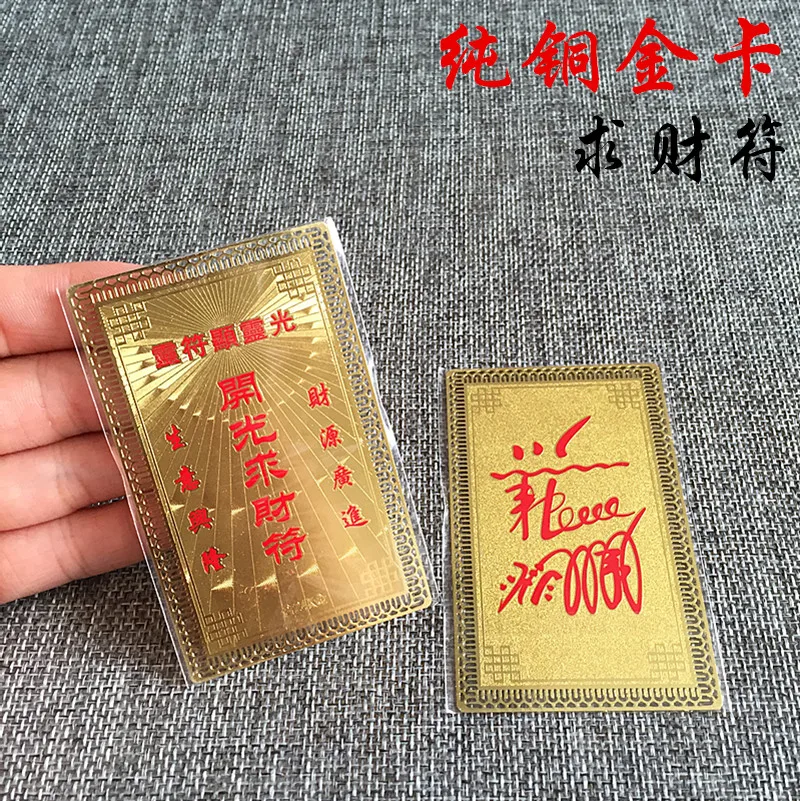 纯铜金卡
求财符
靈符顯靈光
財源廣進
開光求財符
生意興隆